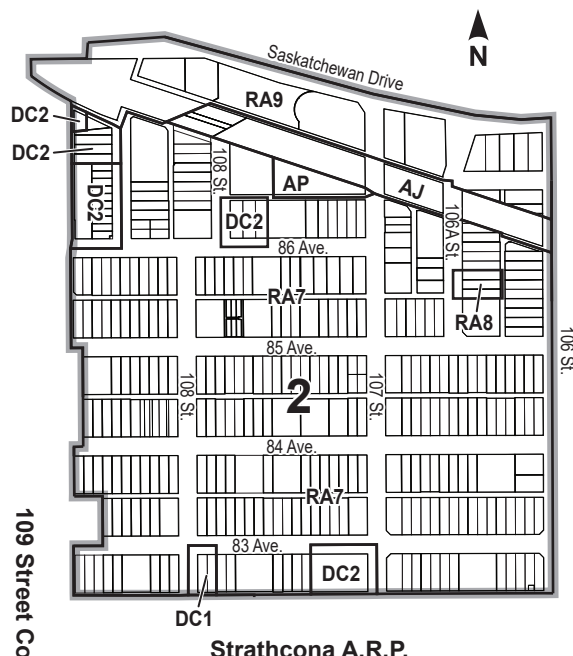 N
Saskatchewan Drive
RA9
DC2
DC2
DC2
108 St.
AP
AJ
106A St.
DC2
86 Ave.
RA7
RA8
85 Ave.
106 St.
108 St.
2
107 St.
84 Ave.
RA7
109 Street Co
83 Ave.
DC2
DC1
Strathcona A.R.P.